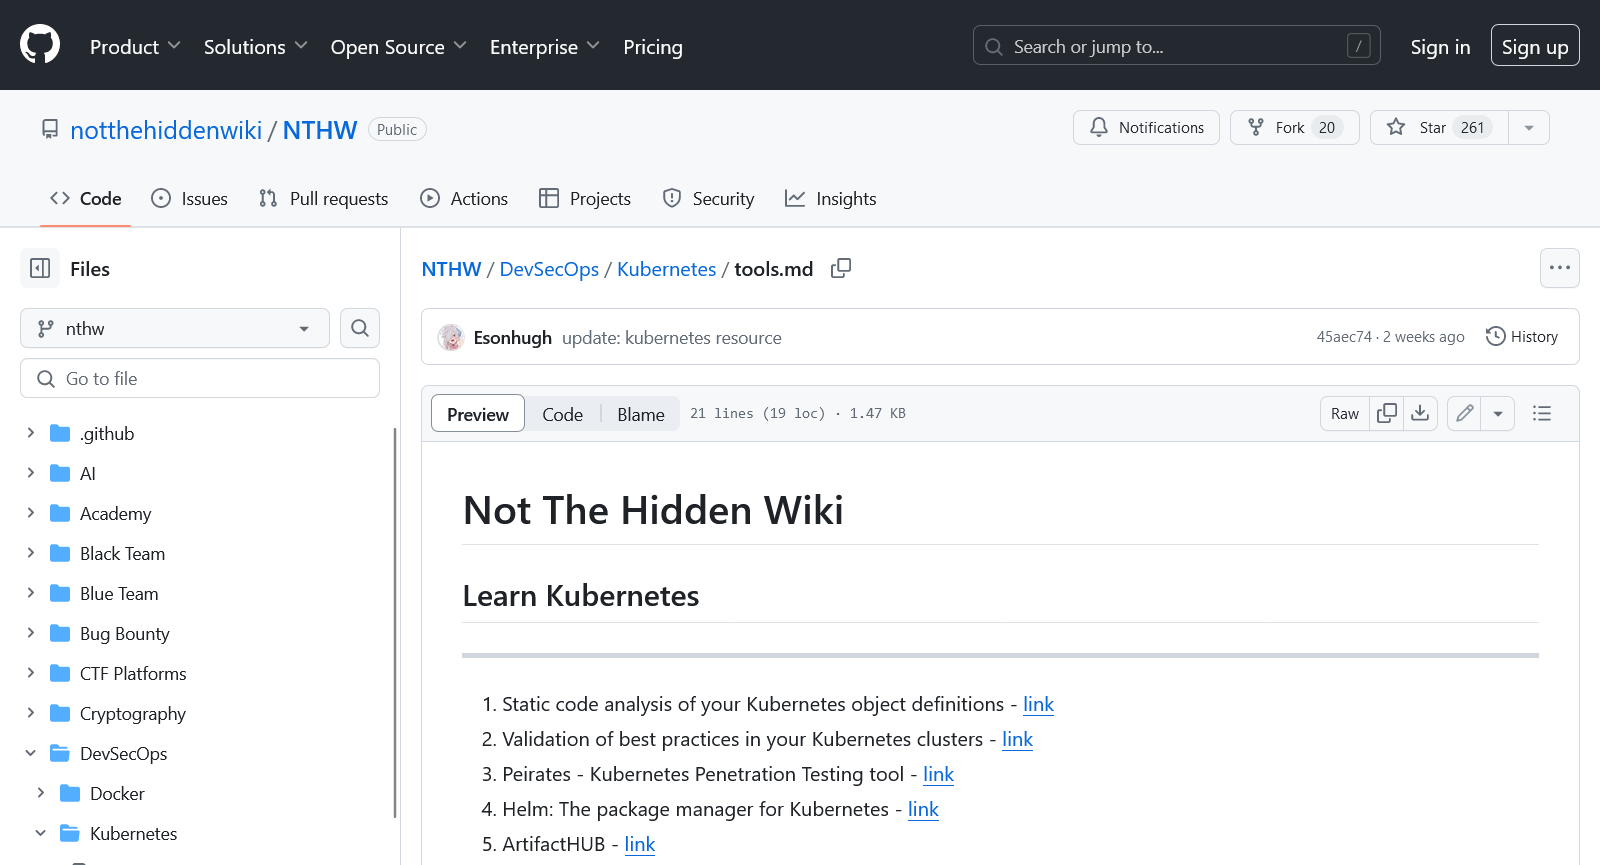 Product Solutions Open Source Enterprise Pricing Search or jump to... / Sign in Sign up
notthehiddenwiki / NTHW Public Notifications Fork 20 Star 261
Code Issues Pull requests Actions Projects Security Insights
Files
nthw
Go to file
.github
AI
Academy
Black Team
Blue Team
Bug Bounty
CTF Platforms
Cryptography
DevSecOps
Docker
Kubernetes
NTHW / DevSecOps / Kubernetes / tools.md
Esonhugh update: kubernetes resource 45aec74 · 2 weeks ago History
Preview Code Blame 21 lines (19 loc) · 1.47 KB Raw
Not The Hidden Wiki
Learn Kubernetes
1. Static code analysis of your Kubernetes object definitions - link
2. Validation of best practices in your Kubernetes clusters - link
3. Peirates - Kubernetes Penetration Testing tool - link
4. Helm: The package manager for Kubernetes - link
5. ArtifactHUB - link